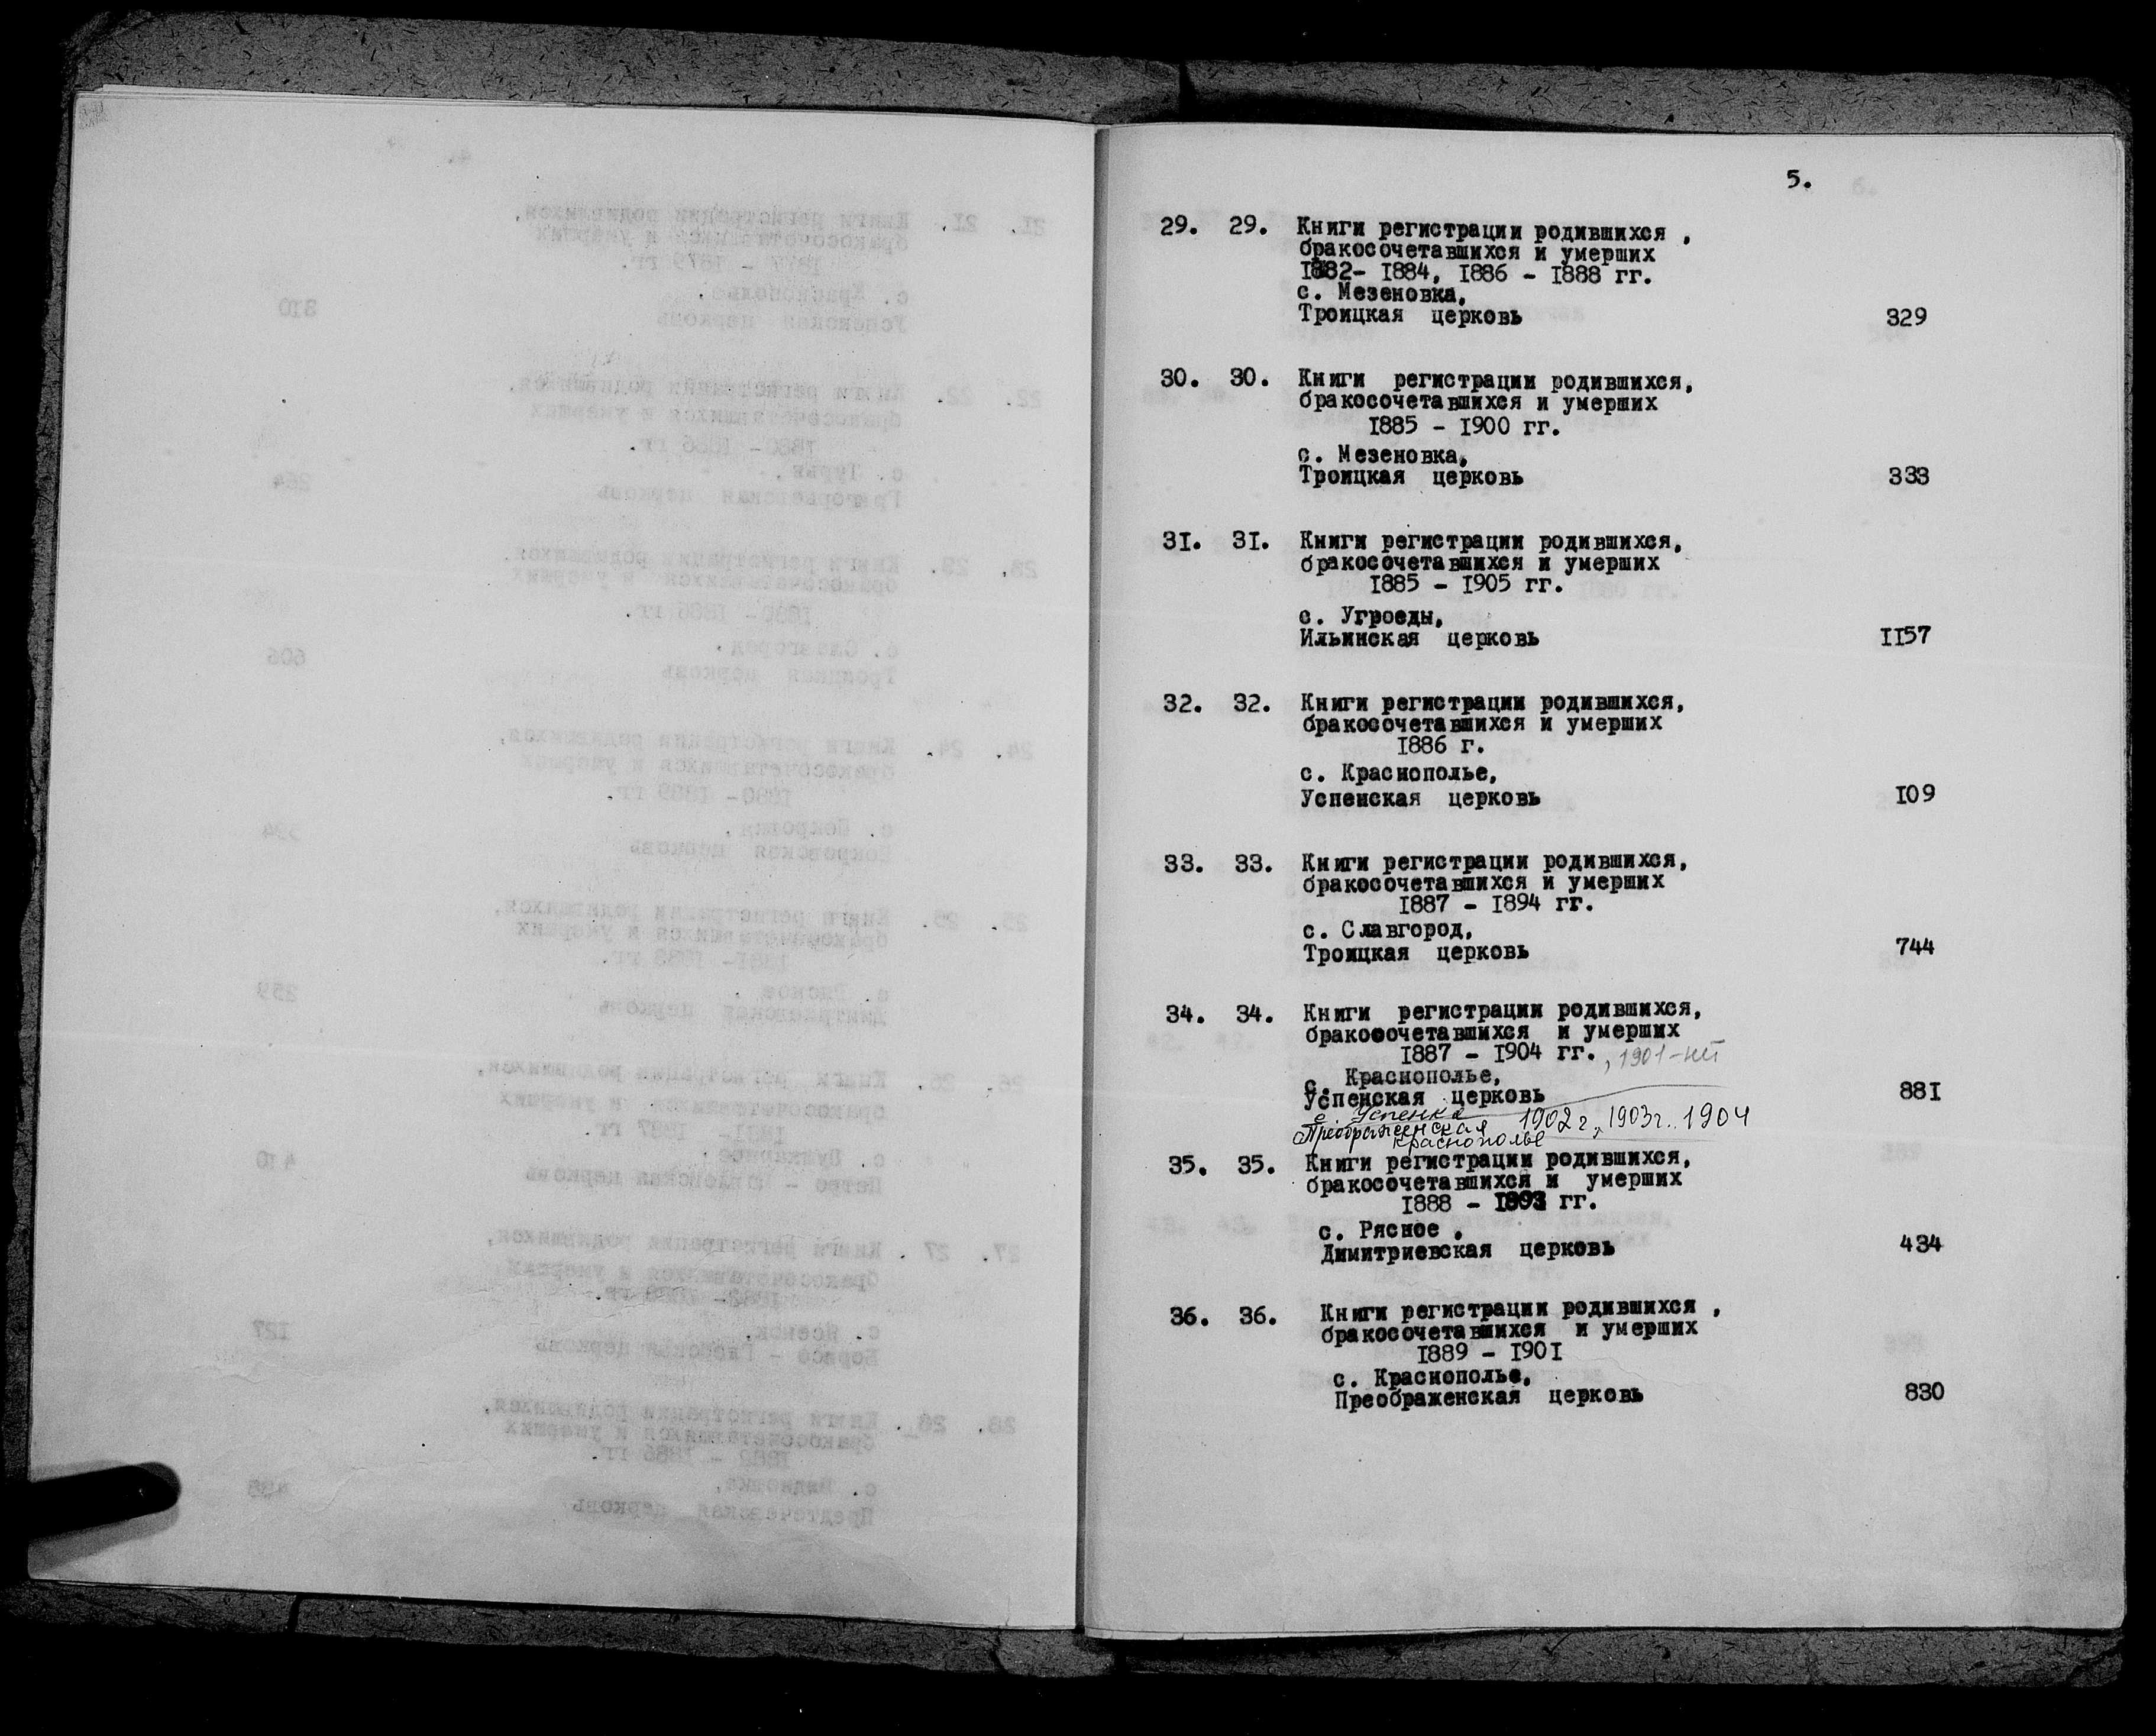 5.
29. 29. Книги регистрации родившихся ,
бракосочетавшихся и умерших
1882- 1884, 1886 - 1888 гг.
с. Мезеновка,
Троицкая церковь 329
30. 30. Книги регистрации родившихся,
бракосочетавшихся и умерших
1885 - 1900 гг.
с. Мезеновка,
Троицкая церковь 333
31. 31. Книги регистрации родившихся,
бракосочетавшихся и умерших
1885 - 1905 гг.
с. Угроеды,
Ильинская церковь 1157
32. 32. Книги регистрации родившихся,
бракосочетавшихся и умерших
1886 г.
с. Краснополье,
Успенская церковь 109
33. 33. Книги регистрации родившихся,
бракосочетавшихся и умерших
1887 - 1894 гг.
с. Славгород,
Троицкая церковь 744
34. 34. Книги регистрации родившихся,
бракосочетавшихся и умерших
1887 - 1904 гг. , 1901-нет
с. Краснополье,
Успенская церковь 881
с. Успенка 1902г, 1903г. 1904
Преображенская
Краснополье
35. 35. Книги регистрации родившихся,
бракосочетавшихся и умерших
1888 - 1893 гг.
с. Рясное .
Димитриевская церковь 434
36. 36. Книги регистрации родившихся ,
бракосочетавшихся и умерших
1889 - 1901
с. Краснополье,
Преображенская церковь 830